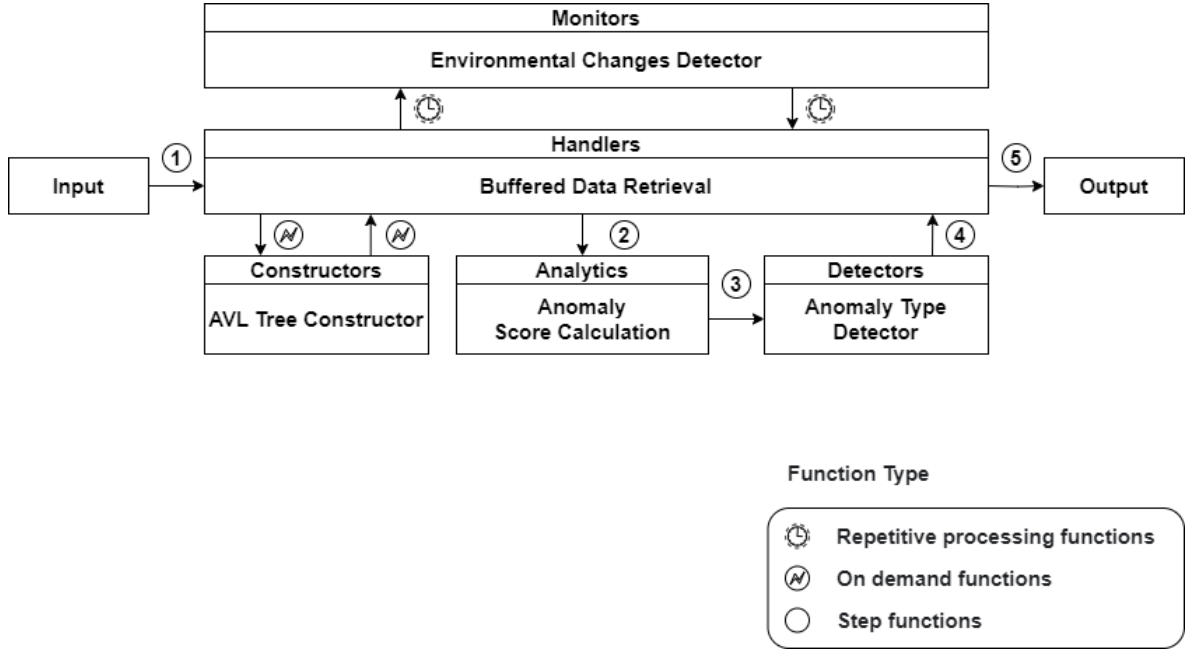 Monitors
Environmental Changes Detector
Handlers
1
5
Input
Buffered Data Retrieval
Output
2
4
Constructors
Analytics
Detectors
3
AVL Tree Constructor
Anomaly
Score Calculation
Anomaly Type
Detector
Function Type
Repetitive processing functions
On demand functions
Step functions